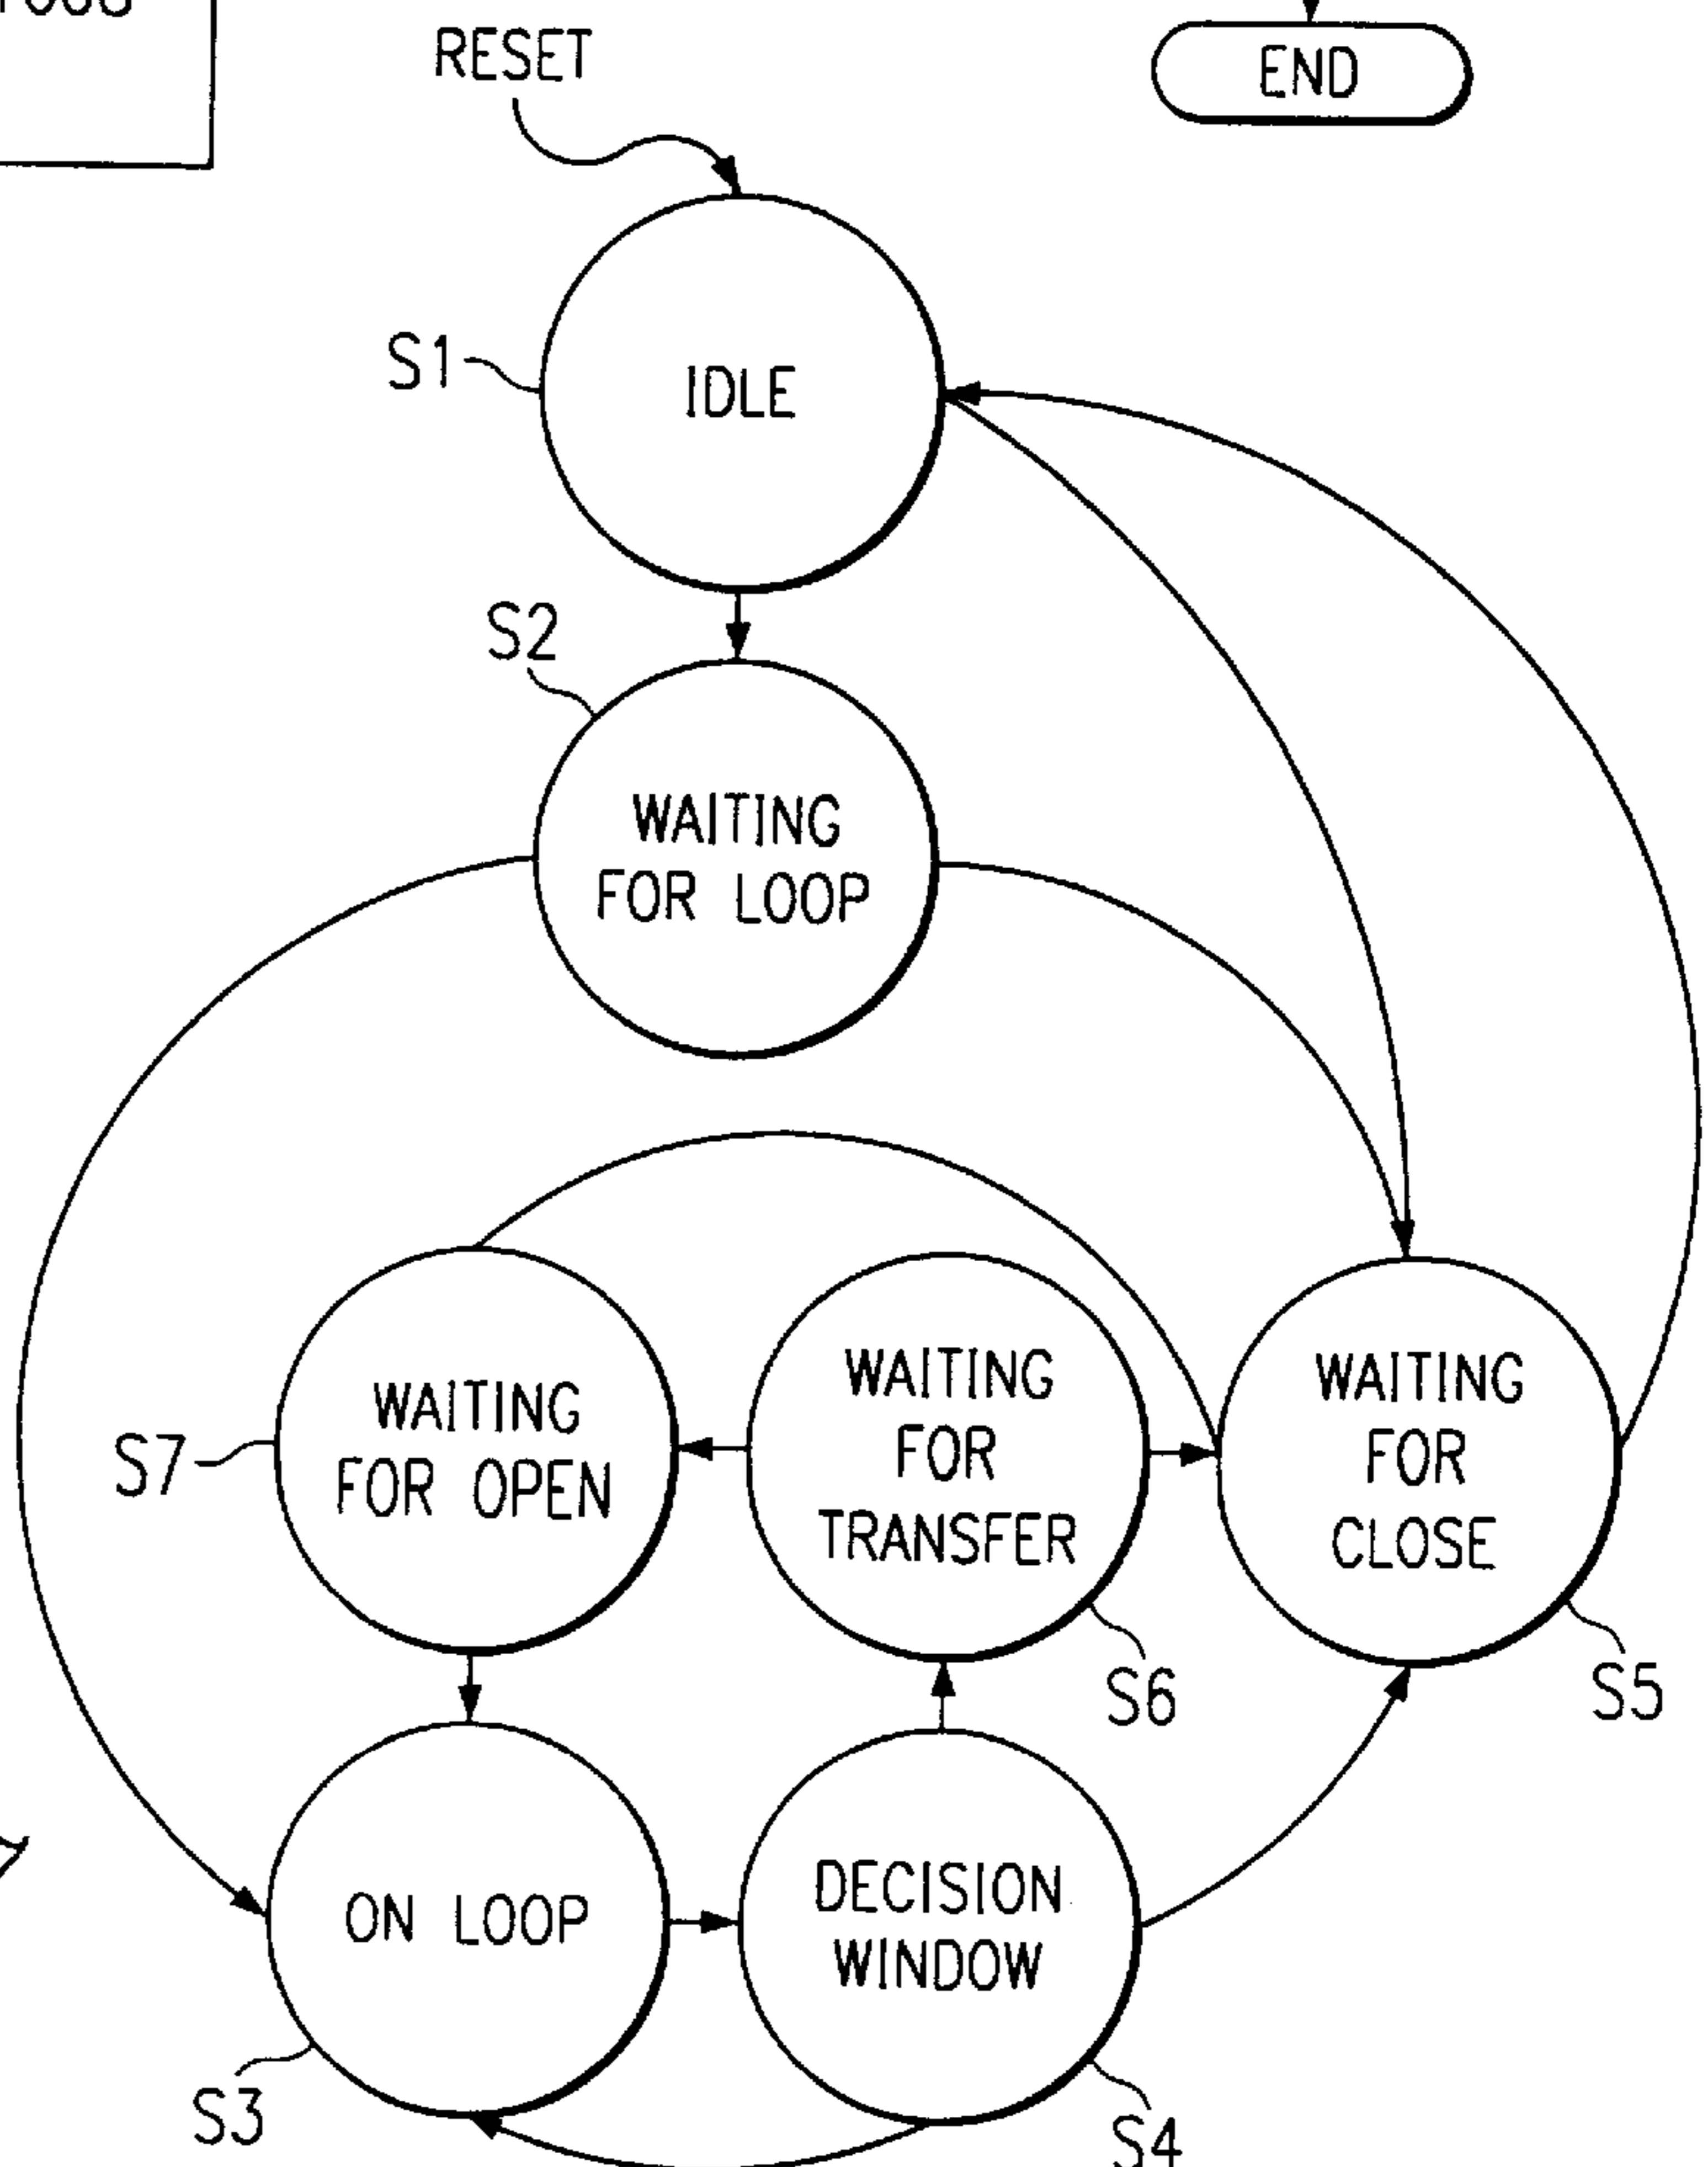 RESET
END
S1
IDLE
S2
WAITING
FOR LOOP
S7
WAITING
FOR OPEN
WAITING
FOR
TRANSFER
S6
WAITING
FOR
CLOSE
S5
ON LOOP
S3
DECISION
WINDOW
S4